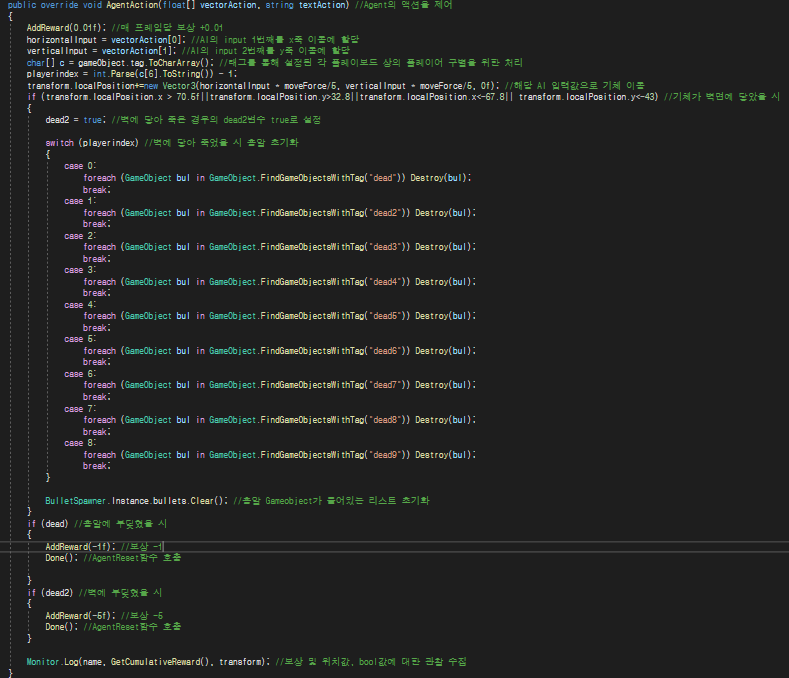 public override void AgentAction(float[] vectorAction, string textAction) //Agent의 액션을 제어
{
AddReward(0.01f); //매 프레임당 보상 +0.01
horizontalInput = vectorAction[0]; //AI의 input 1번째를 x축 이동에 할당
verticalInput = vectorAction[1]; //AI의 input 2번째를 y축 이동에 할당
char[] c = gameObject.tag.ToCharArray(); //태그를 통해 설정된 각 플레이보드 상의 플레이어 구별을 위한 처리
playerindex = int.Parse(c[6].ToString()) - 1;
transform.localPosition+=new Vector3(horizontalInput * moveForce/5, verticalInput * moveForce/5, 0f); //해당 AI 입력값으로 기체 이동
if (transform.localPosition.x > 70.5f||transform.localPosition.y>32.8||transform.localPosition.x<-67.8|| transform.localPosition.y<-43) //기체가 벽면에 닿았을 시
{
dead2 = true; //벽에 닿아 죽은 경우의 dead2변수 true로 설정
switch (playerindex) //벽에 닿아 죽었을 시 총알 초기화
{
case 0:
foreach (GameObject bul in GameObject.FindGameObjectsWithTag("dead")) Destroy(bul);
break;
case 1:
foreach (GameObject bul in GameObject.FindGameObjectsWithTag("dead2")) Destroy(bul);
break;
case 2:
foreach (GameObject bul in GameObject.FindGameObjectsWithTag("dead3")) Destroy(bul);
break;
case 3:
foreach (GameObject bul in GameObject.FindGameObjectsWithTag("dead4")) Destroy(bul);
break;
case 4:
foreach (GameObject bul in GameObject.FindGameObjectsWithTag("dead5")) Destroy(bul);
break;
case 5:
foreach (GameObject bul in GameObject.FindGameObjectsWithTag("dead6")) Destroy(bul);
break;
case 6:
foreach (GameObject bul in GameObject.FindGameObjectsWithTag("dead7")) Destroy(bul);
break;
case 7:
foreach (GameObject bul in GameObject.FindGameObjectsWithTag("dead8")) Destroy(bul);
break;
case 8:
foreach (GameObject bul in GameObject.FindGameObjectsWithTag("dead9")) Destroy(bul);
break;
}
BulletSpawner.Instance.bullets.Clear(); //총알 Gameobject가 들어있는 리스트 초기화
}
if (dead) //총알에 부딪혔을 시
{
AddReward(-1f); //보상 -1
Done(); //AgentReset함수 호출
}
if (dead2) //벽에 부딪혔을 시
{
AddReward(-5f); //보상 -5
Done(); //AgentReset함수 호출
}
Monitor.Log(name, GetCumulativeReward(), transform); //보상 및 위치값, bool값에 대한 관찰 수집
}